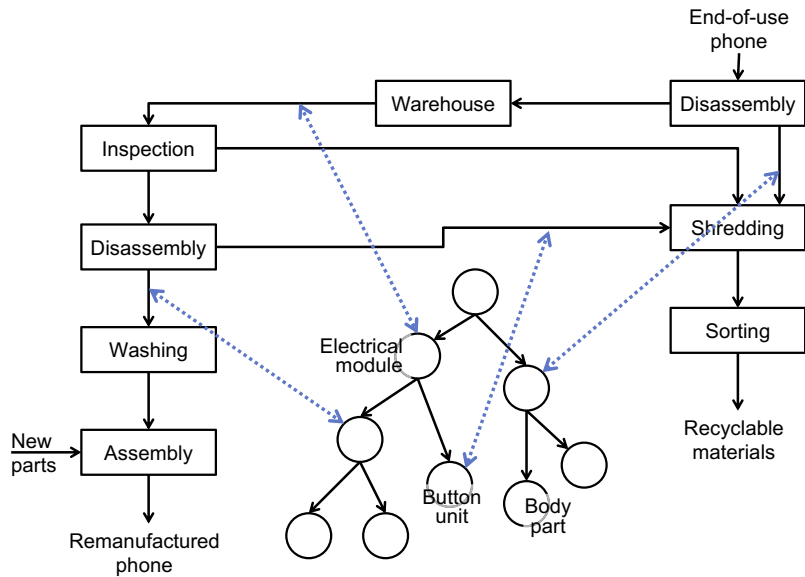 End-of-use
phone
Warehouse
Disassembly
Inspection
Disassembly
Shredding
Electrical
module
Washing
Sorting
New
parts
Assembly
Recyclable
materials
Button
unit
Body
part
Remanufactured
phone